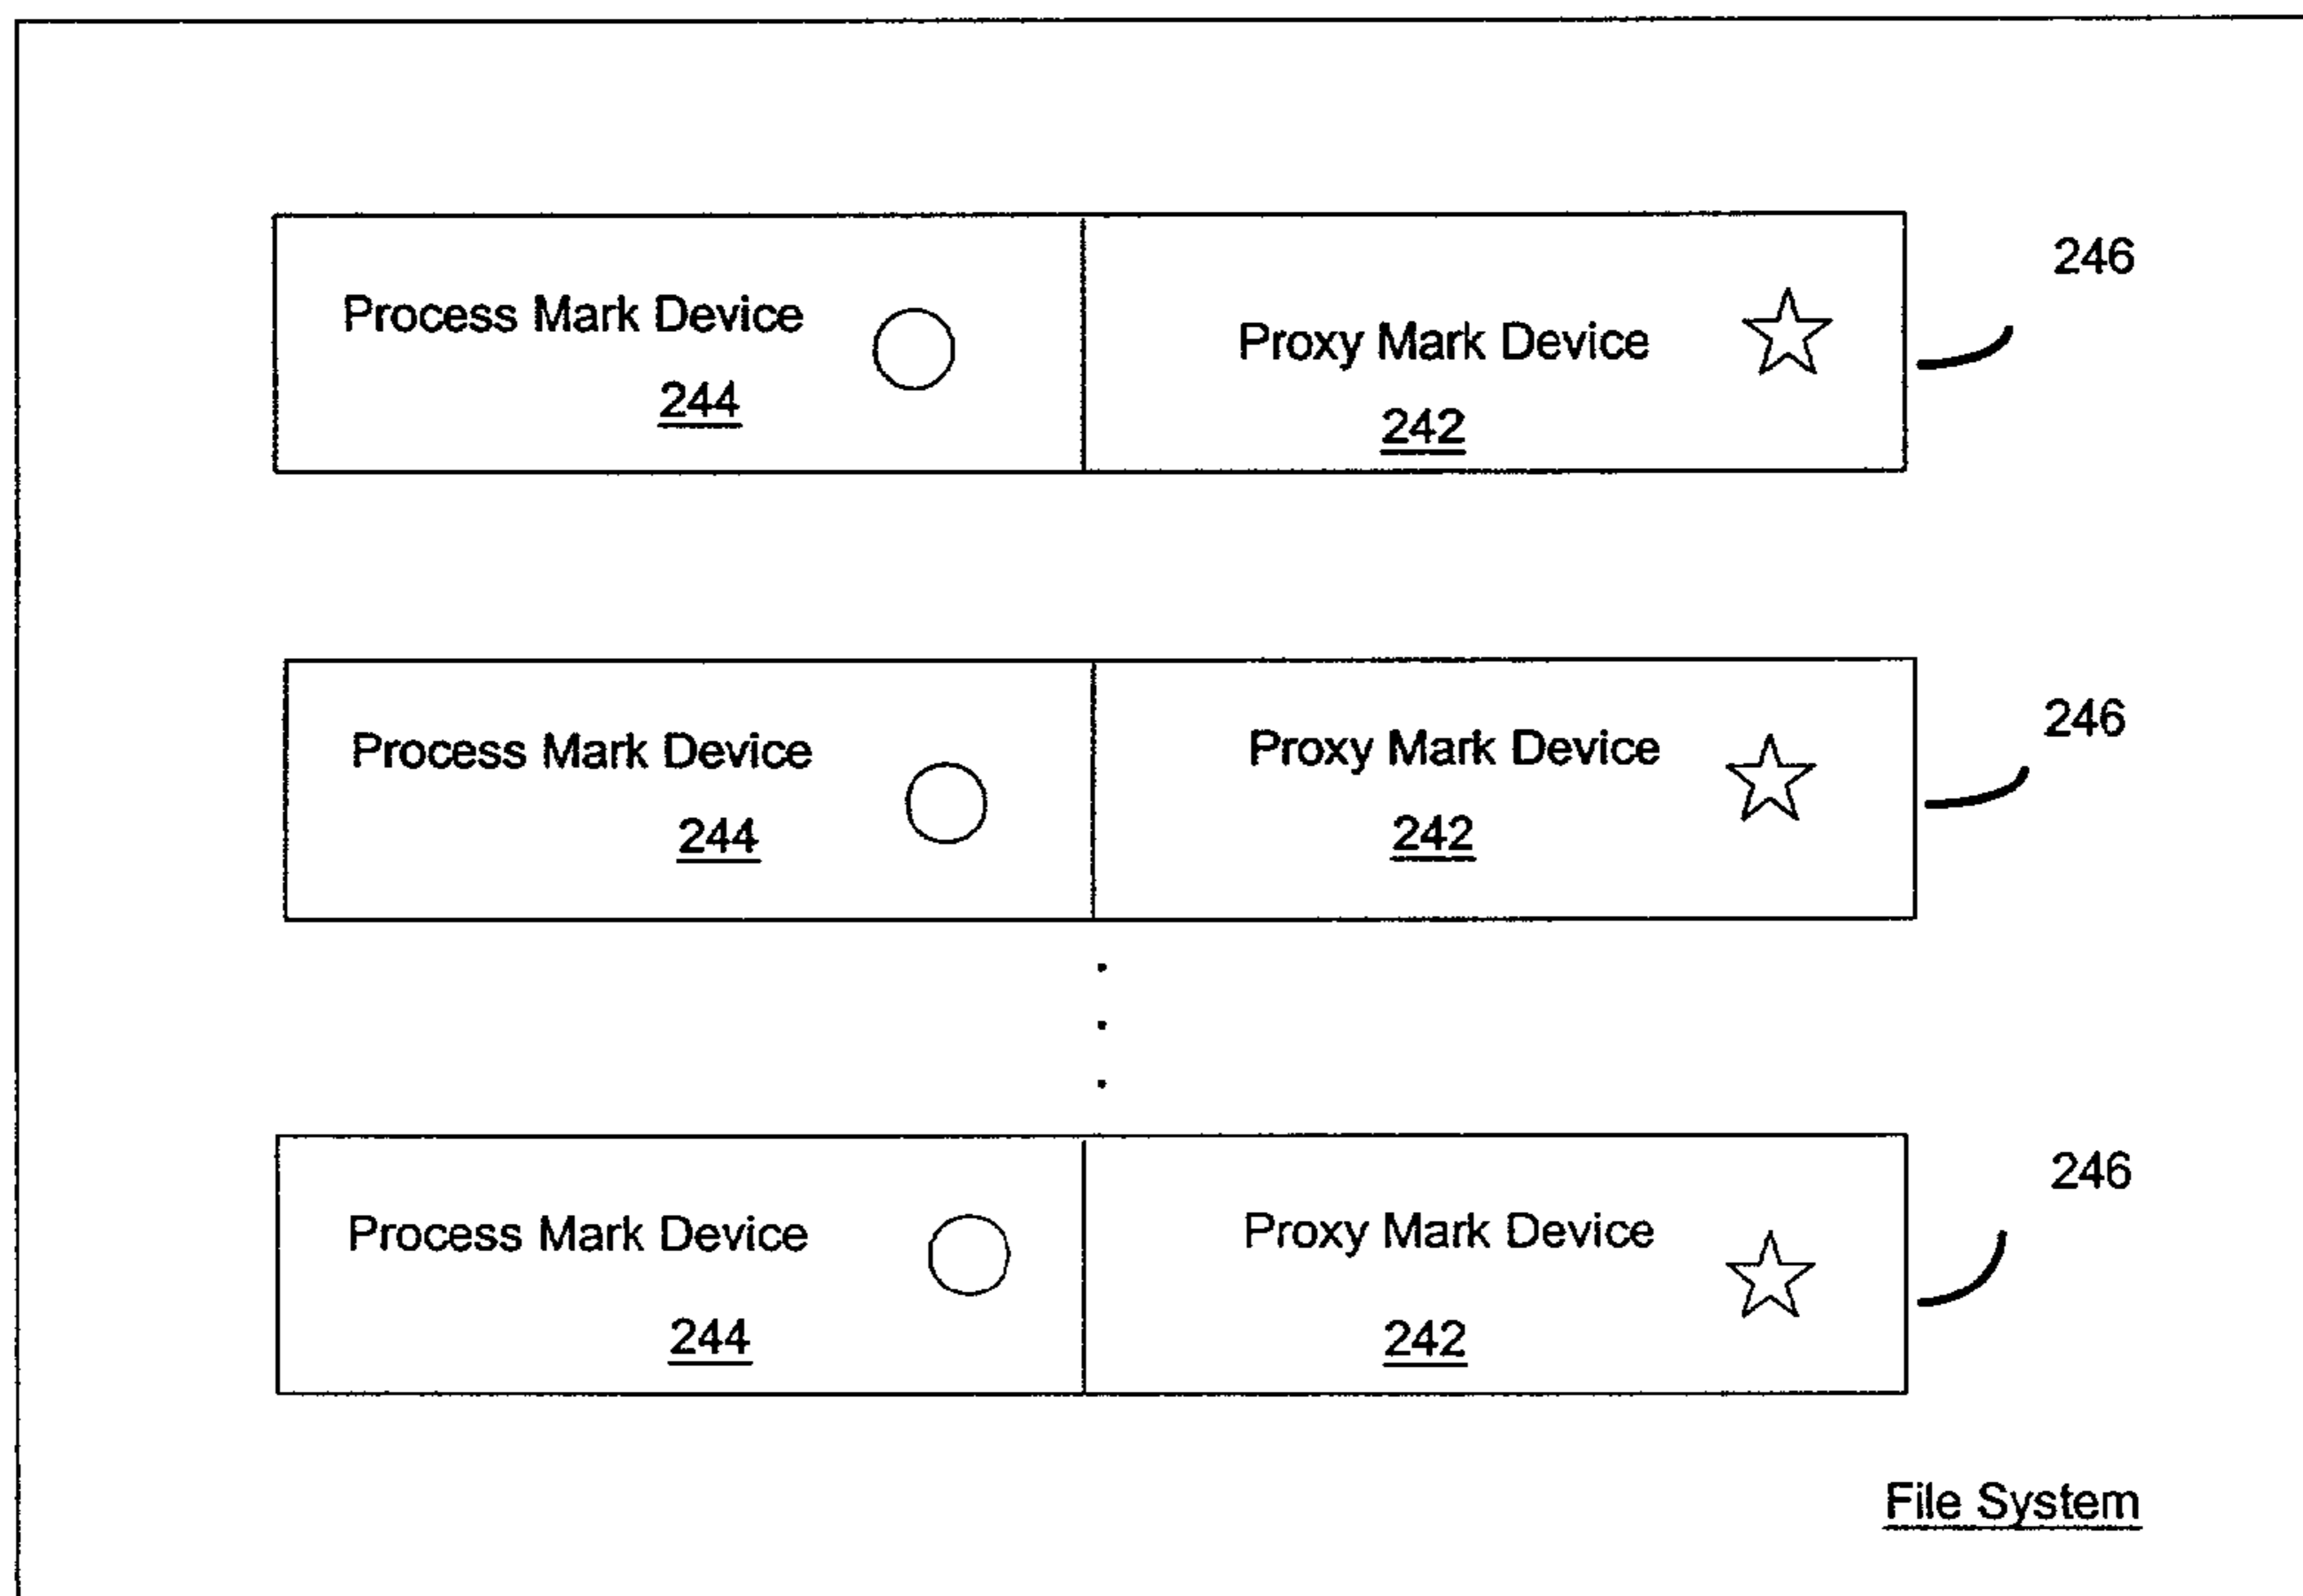 246
Process Mark Device
Proxy Mark Device
244
242
246
Process Mark Device
Proxy Mark Device
244
242
246
Process Mark Device
Proxy Mark Device
244
242
File System